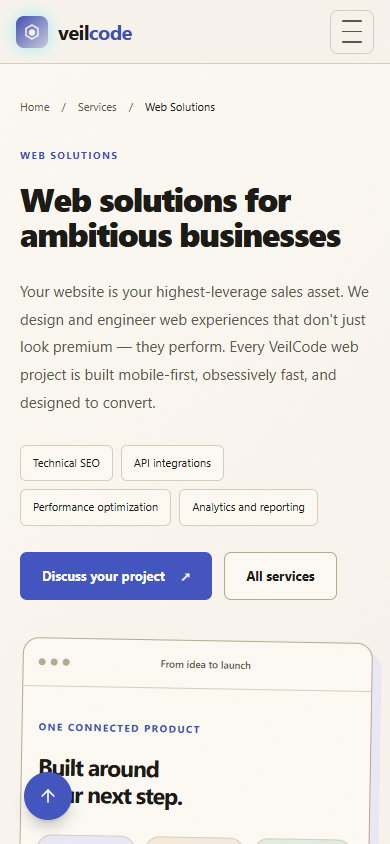 veilcode
Home / Services / Web Solutions
WEB SOLUTIONS
Web solutions for
ambitious businesses
Your website is your highest-leverage sales asset. We
design and engineer web experiences that don't just
look premium — they perform. Every VeilCode web
project is built mobile-first, obsessively fast, and
designed to convert.
Technical SEO
API integrations
Performance optimization
Analytics and reporting
Discuss your project ↗
All services
From idea to launch
ONE CONNECTED PRODUCT
Built around
next step.